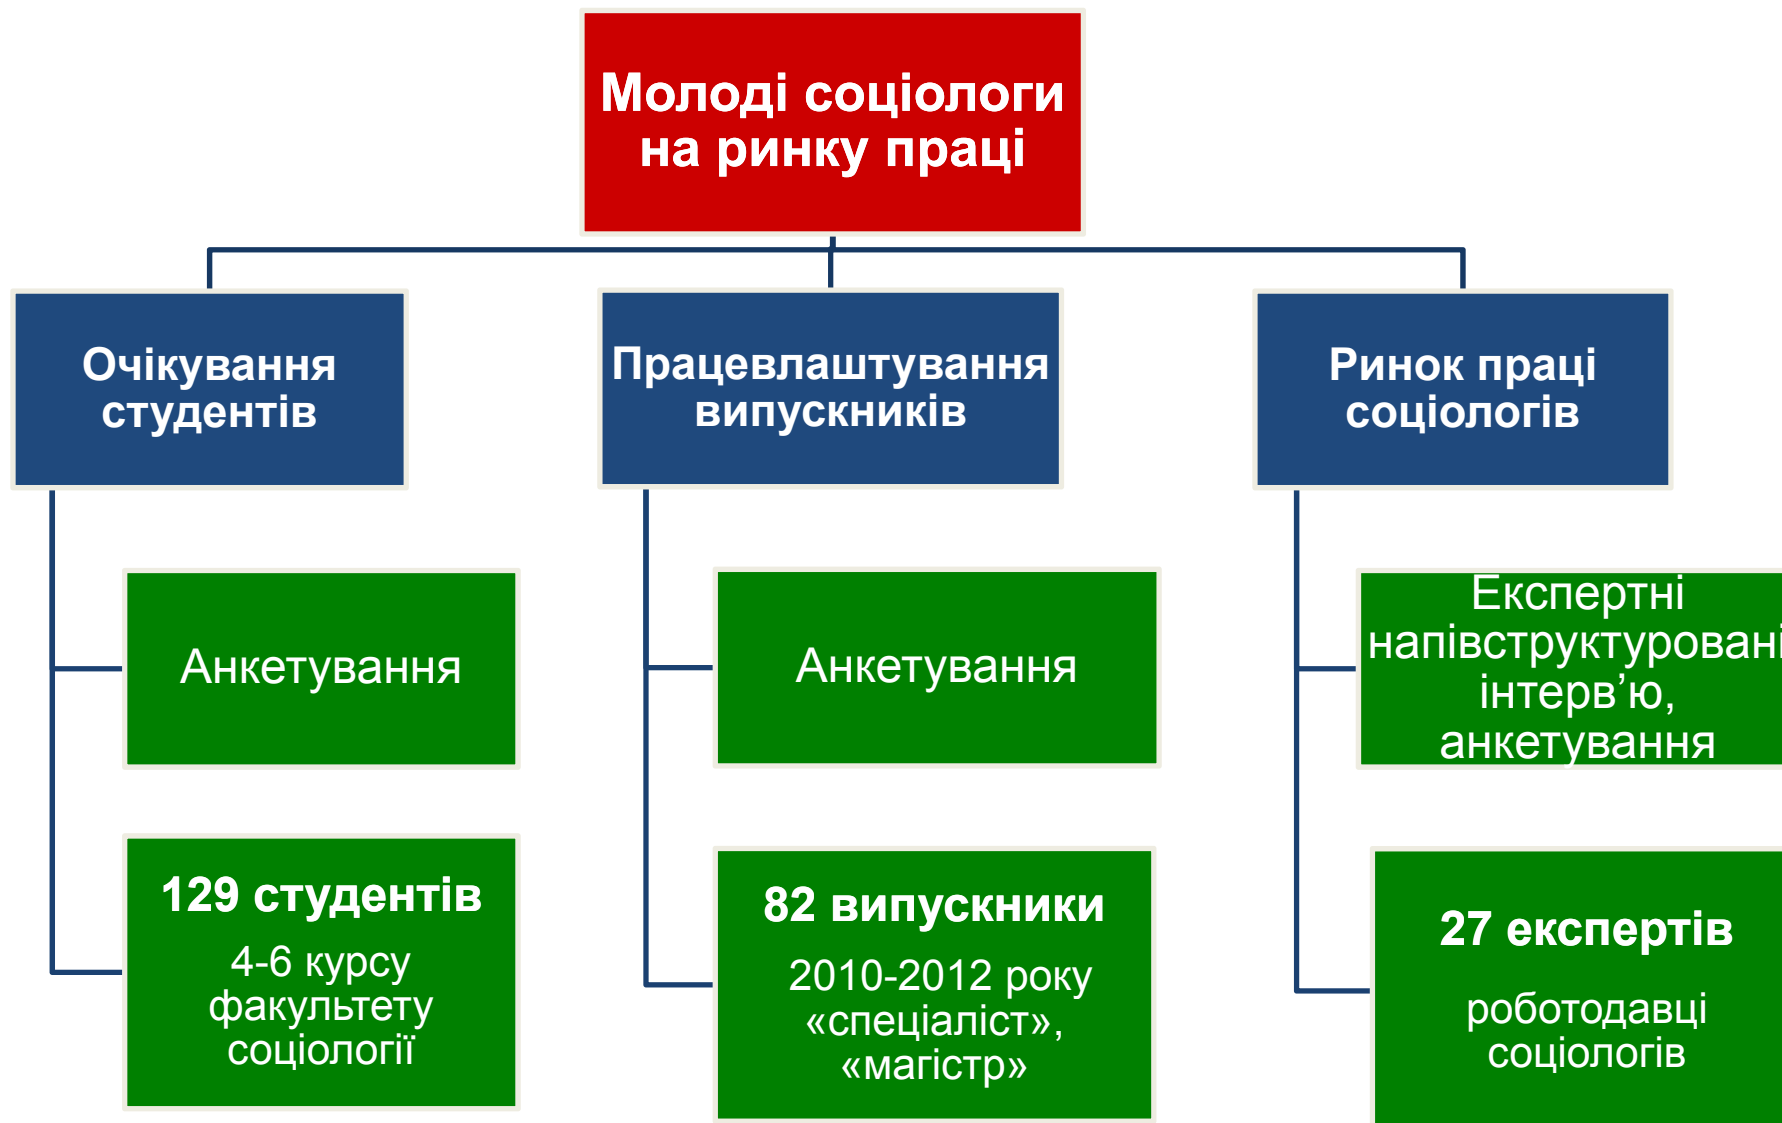 Молоді соціологи
на ринку праці
Очікування
студентів
Працевлаштування
випускників
Ринок праці
соціологів
Анкетування
Анкетування
Експертні
напівструктуровані
інтерв’ю,
анкетування
129 студентів
4-6 курсу
факультету
соціології
82 випускники
2010-2012 року
«спеціаліст»,
«магістр»
27 експертів
роботодавці
соціологів